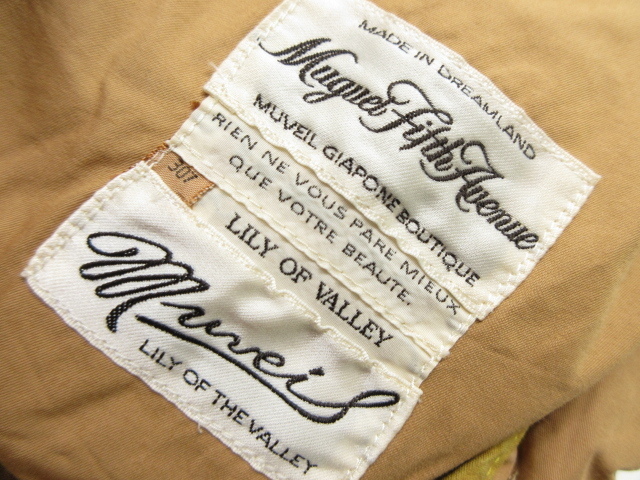 MADE IN DREAMLAND
Muguet Fifth Avenue
MUVEIL GIAPONE BOUTIQUE
RIEN NE VOUS PARE MIEUX
QUE VOTRE BEAUTE.
LILY OF VALLEY
307
Muveil
LILY OF THE VALLEY